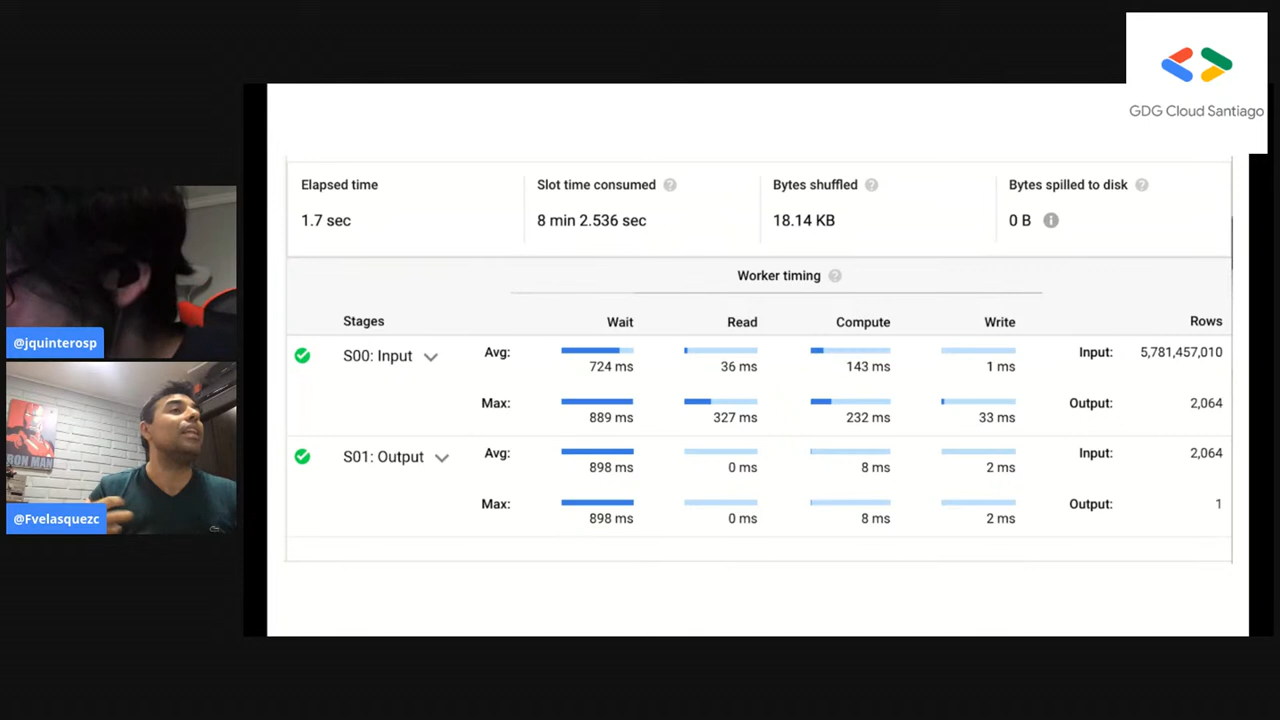 GDG Cloud Santiago
Elapsed time
Slot time consumed
Bytes shuffled
Bytes spilled to disk
1.7 sec
8 min 2.536 sec
18.14 KB
0 B
Worker timing
Stages
Wait
Read
Compute
Write
Rows
S00: Input
Avg:
724 ms
36 ms
143 ms
1 ms
Input:
5,781,457,010
Max:
889 ms
327 ms
232 ms
33 ms
Output:
2,064
S01: Output
Avg:
898 ms
0 ms
8 ms
2 ms
Input:
2,064
Max:
898 ms
0 ms
8 ms
2 ms
Output:
1
@jquinterosp
IRON MAN
@Fvelasquezc